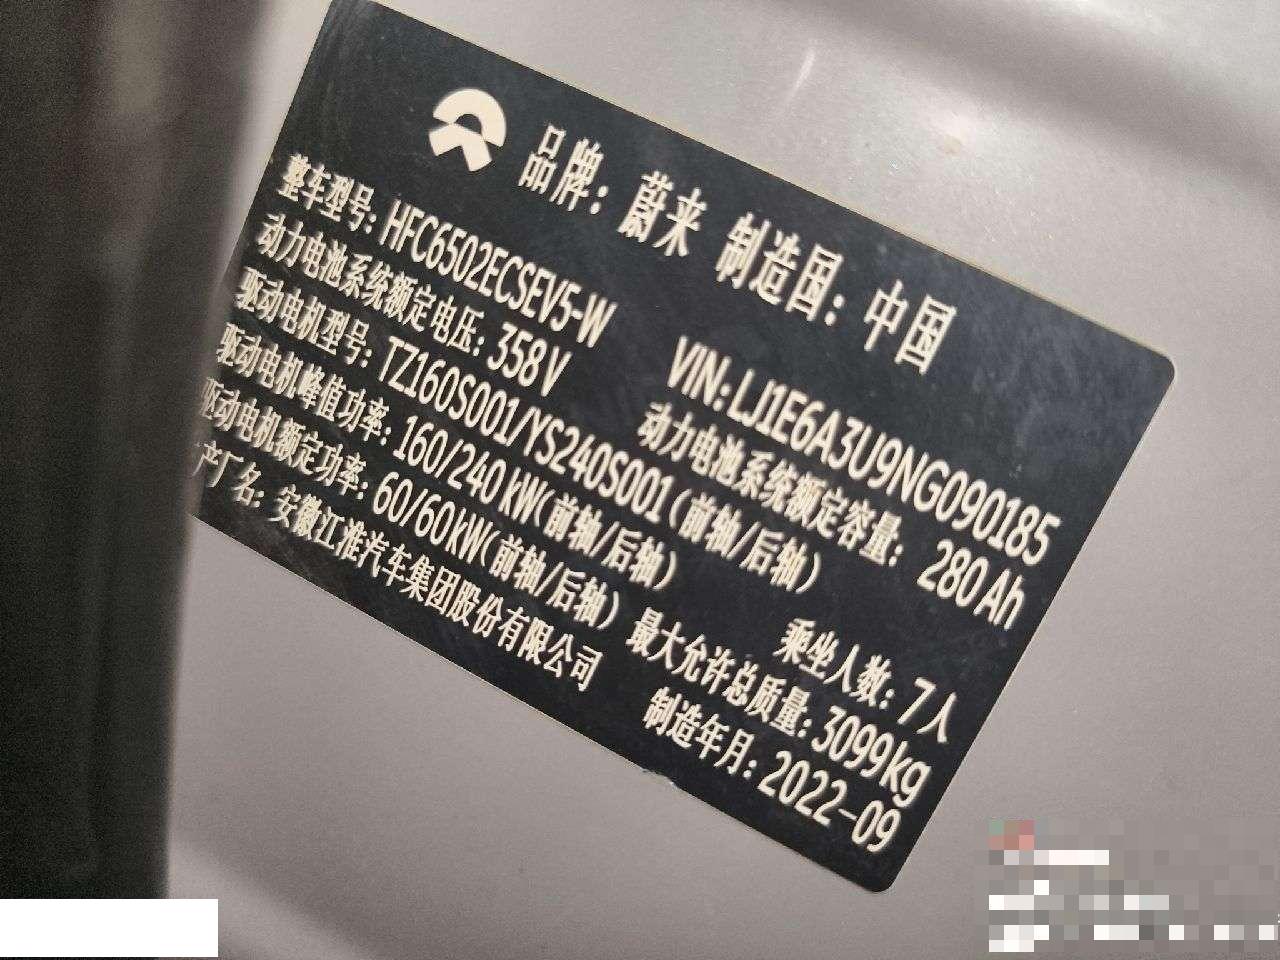 品牌：蔚来 制造国：中国
整车型号：HFC6502ECSEV5-W VIN：LJ1E6A3U9NG090185
动力电池系统额定电压：358V 动力电池系统额定容量：280Ah
驱动电机型号：TZ160S001/YS240S001(前轴/后轴)
驱动电机峰值功率：160/240kW(前轴/后轴) 乘坐人数：7人
驱动电机额定功率：60/60kW(前轴/后轴) 最大允许总质量：3099kg
产厂名：安徽江淮汽车集团股份有限公司 制造年月：2022-09